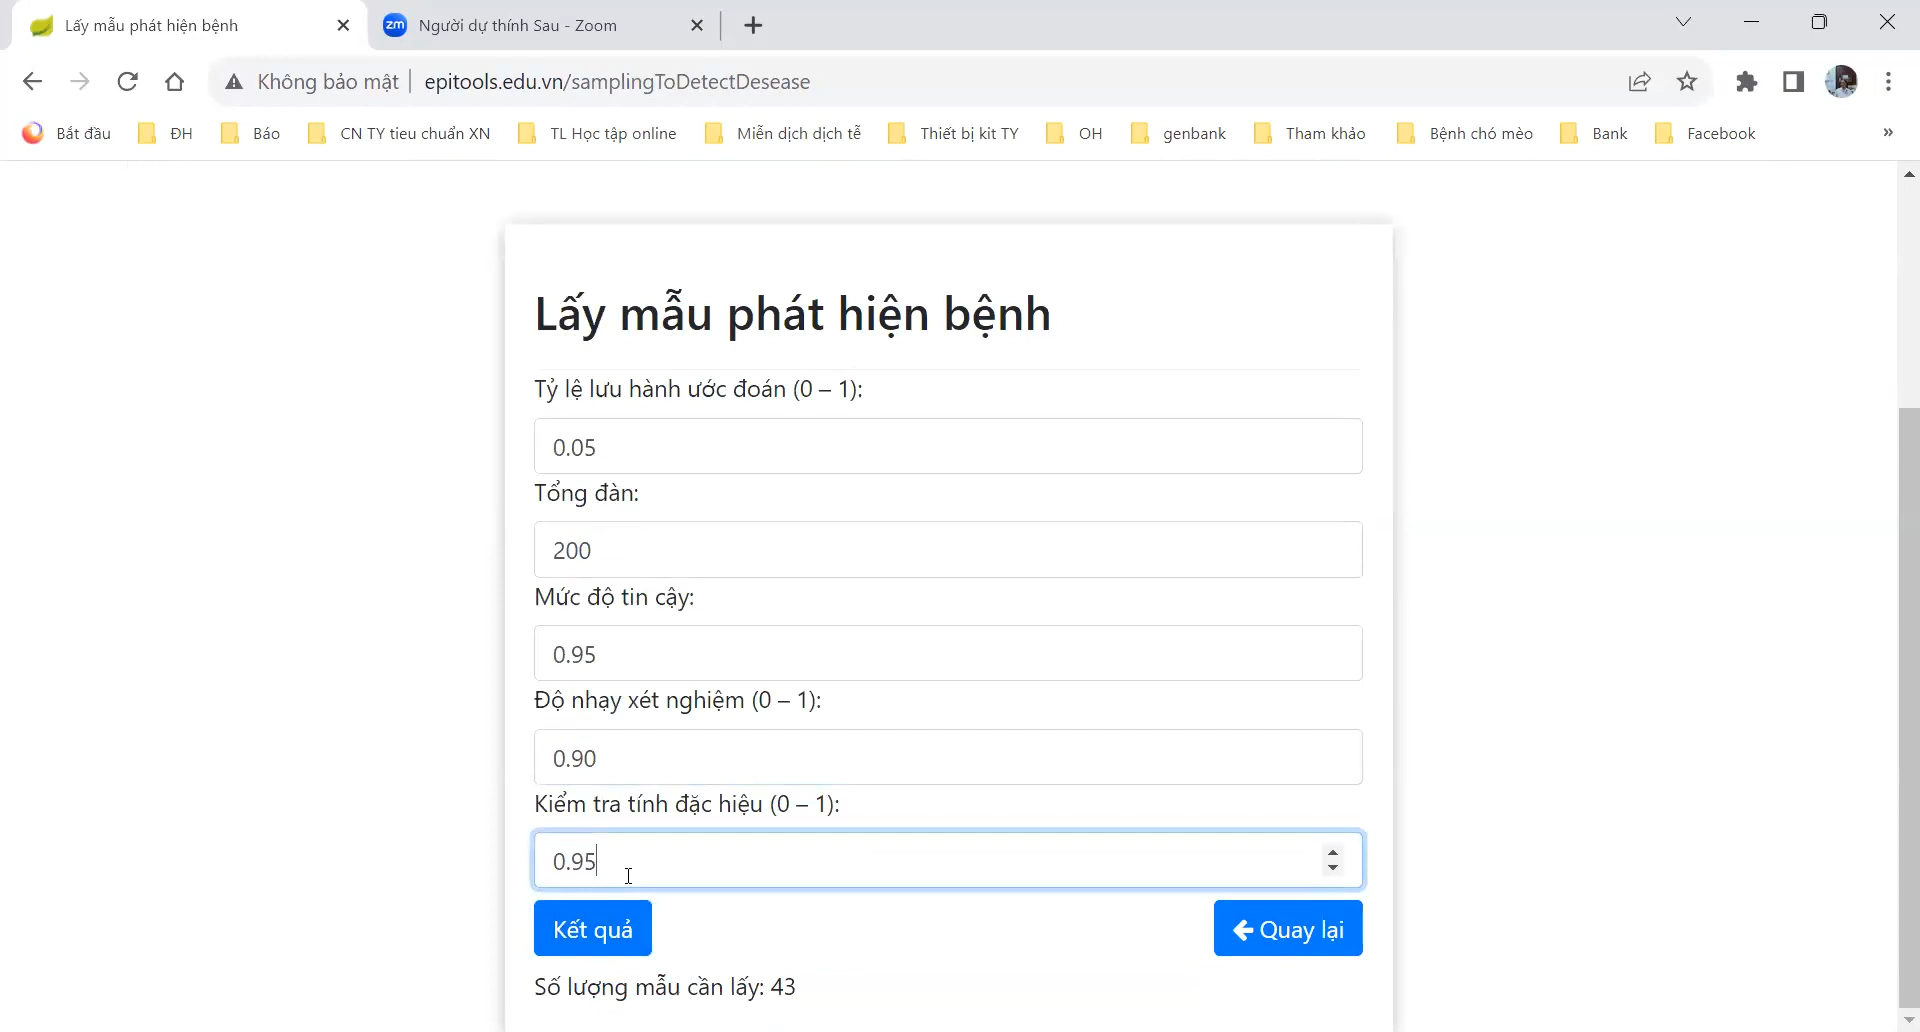 Lấy mẫu phát hiện bệnh
zm Người dự thính Sau - Zoom
Không bảo mật epitools.edu.vn/samplingToDetectDesease
Bắt đầu ĐH Báo CN TY tieu chuẩn XN TL Học tập online Miễn dịch dịch tễ Thiết bị kit TY OH genbank Tham khảo Bệnh chó mèo Bank Facebook »
Lấy mẫu phát hiện bệnh
Tỷ lệ lưu hành ước đoán (0 – 1):
0.05
Tổng đàn:
200
Mức độ tin cậy:
0.95
Độ nhạy xét nghiệm (0 – 1):
0.90
Kiểm tra tính đặc hiệu (0 – 1):
0.95
Kết quả
Quay lại
Số lượng mẫu cần lấy: 43